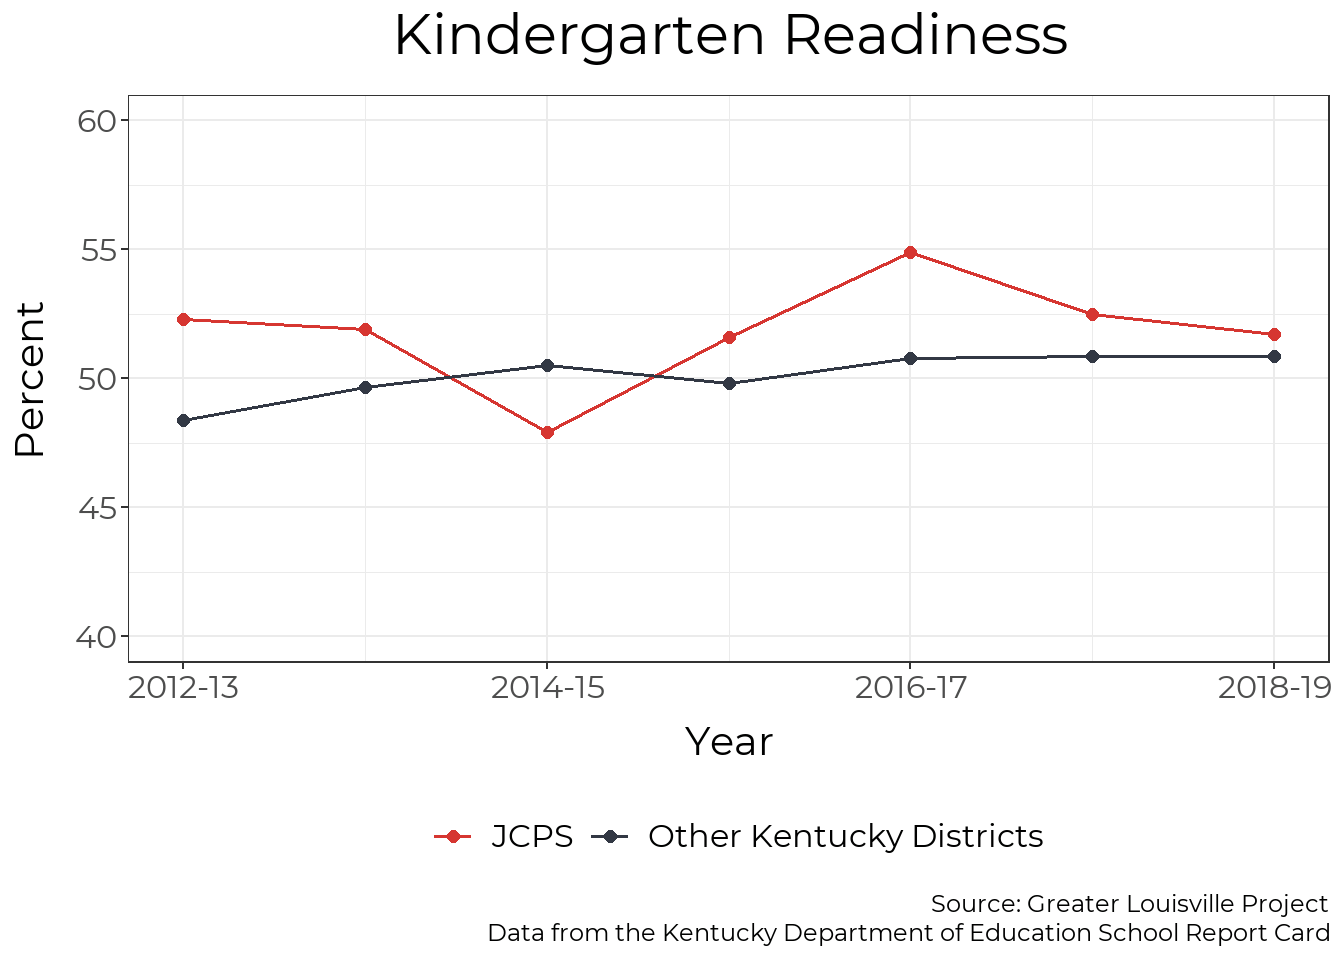 Kindergarten Readiness
60
55
50
45
40
Percent
2012-13 2014-15 2016-17 2018-19
Year
JCPS Other Kentucky Districts
Source: Greater Louisville Project
Data from the Kentucky Department of Education School Report Card